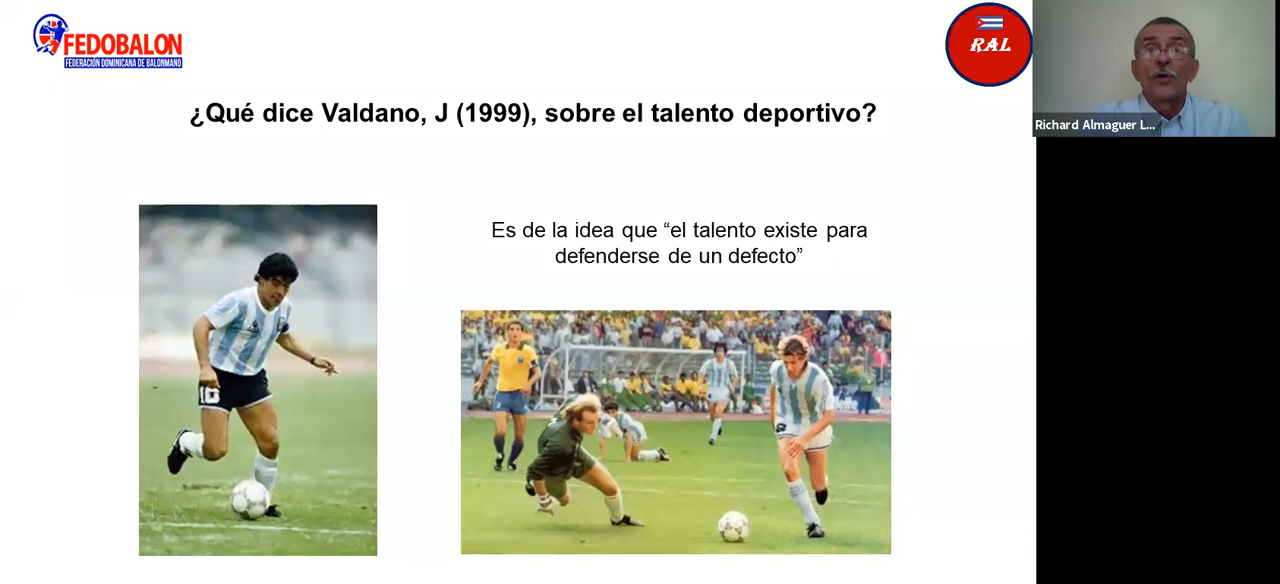 FEDOBALON
FEDERACIÓN DOMINICANA DE BALONMANO
RAL
Richard Almaguer L...
¿Qué dice Valdano, J (1999), sobre el talento deportivo?
Es de la idea que “el talento existe para
defenderse de un defecto”
10